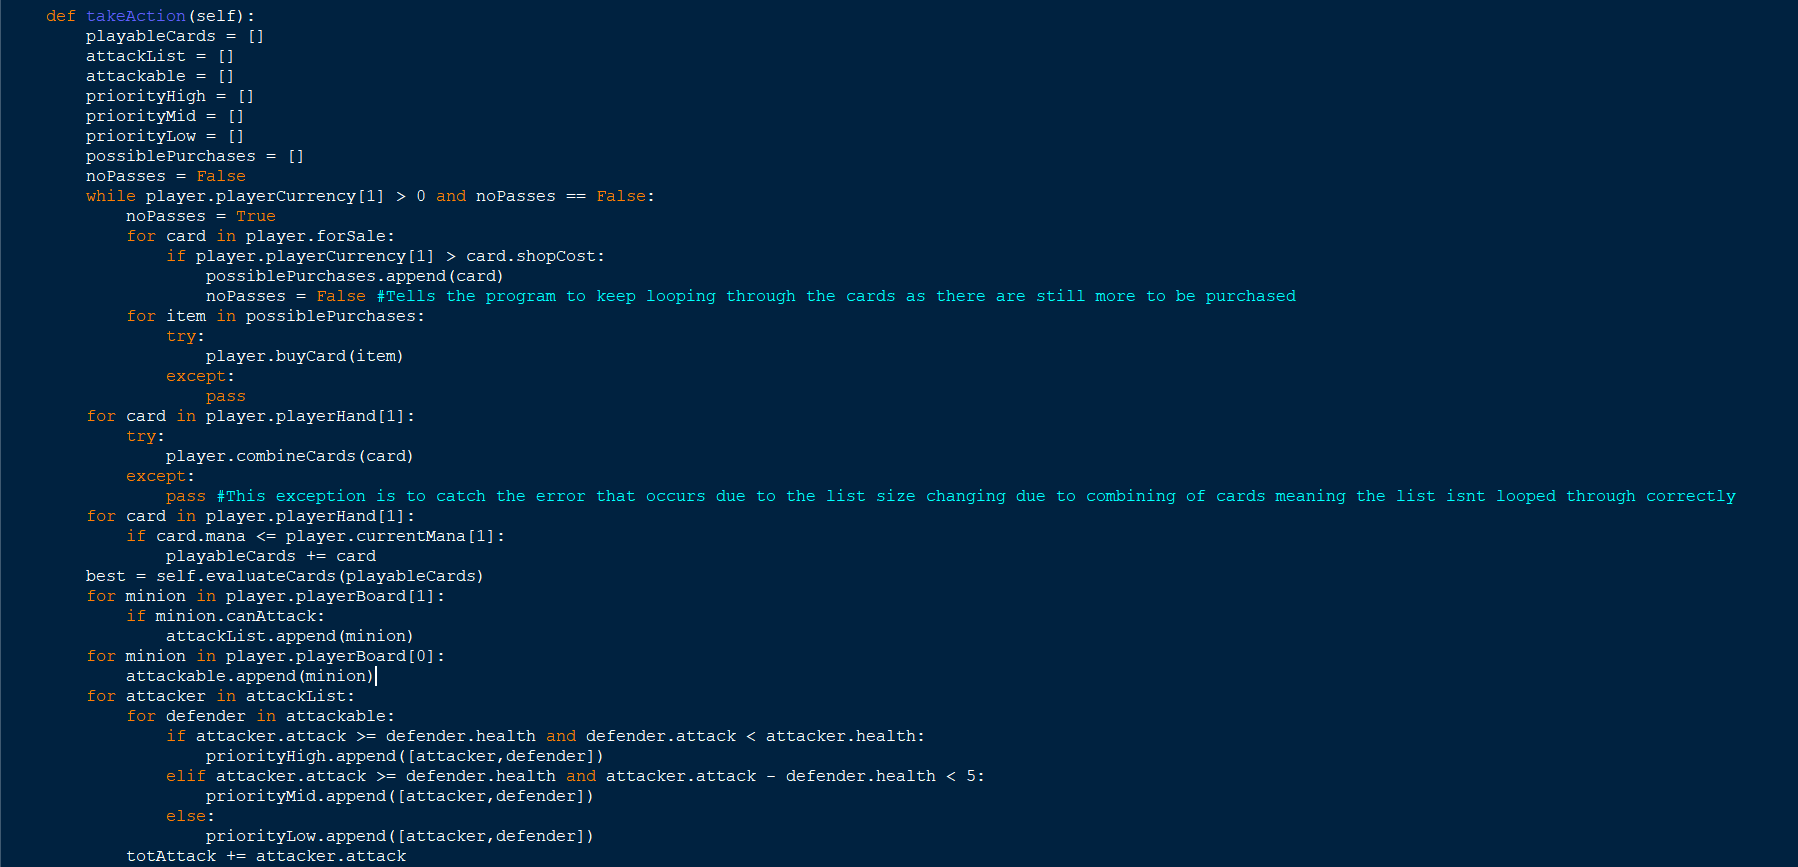 def takeAction(self):
    playableCards = []
    attackList = []
    attackable = []
    priorityHigh = []
    priorityMid = []
    priorityLow = []
    possiblePurchases = []
    noPasses = False
    while player.playerCurrency[1] > 0 and noPasses == False:
        noPasses = True
        for card in player.forSale:
            if player.playerCurrency[1] > card.shopCost:
                possiblePurchases.append(card)
                noPasses = False #Tells the program to keep looping through the cards as there are still more to be purchased
        for item in possiblePurchases:
            try:
                player.buyCard(item)
            except:
                pass
    for card in player.playerHand[1]:
        try:
            player.combineCards(card)
        except:
            pass #This exception is to catch the error that occurs due to the list size changing due to combining of cards meaning the list isnt looped through correctly
    for card in player.playerHand[1]:
        if card.mana <= player.currentMana[1]:
            playableCards += card
    best = self.evaluateCards(playableCards)
    for minion in player.playerBoard[1]:
        if minion.canAttack:
            attackList.append(minion)
    for minion in player.playerBoard[0]:
        attackable.append(minion)
    for attacker in attackList:
        for defender in attackable:
            if attacker.attack >= defender.health and defender.attack < attacker.health:
                priorityHigh.append([attacker,defender])
            elif attacker.attack >= defender.health and attacker.attack - defender.health < 5:
                priorityMid.append([attacker,defender])
            else:
                priorityLow.append([attacker,defender])
        totAttack += attacker.attack